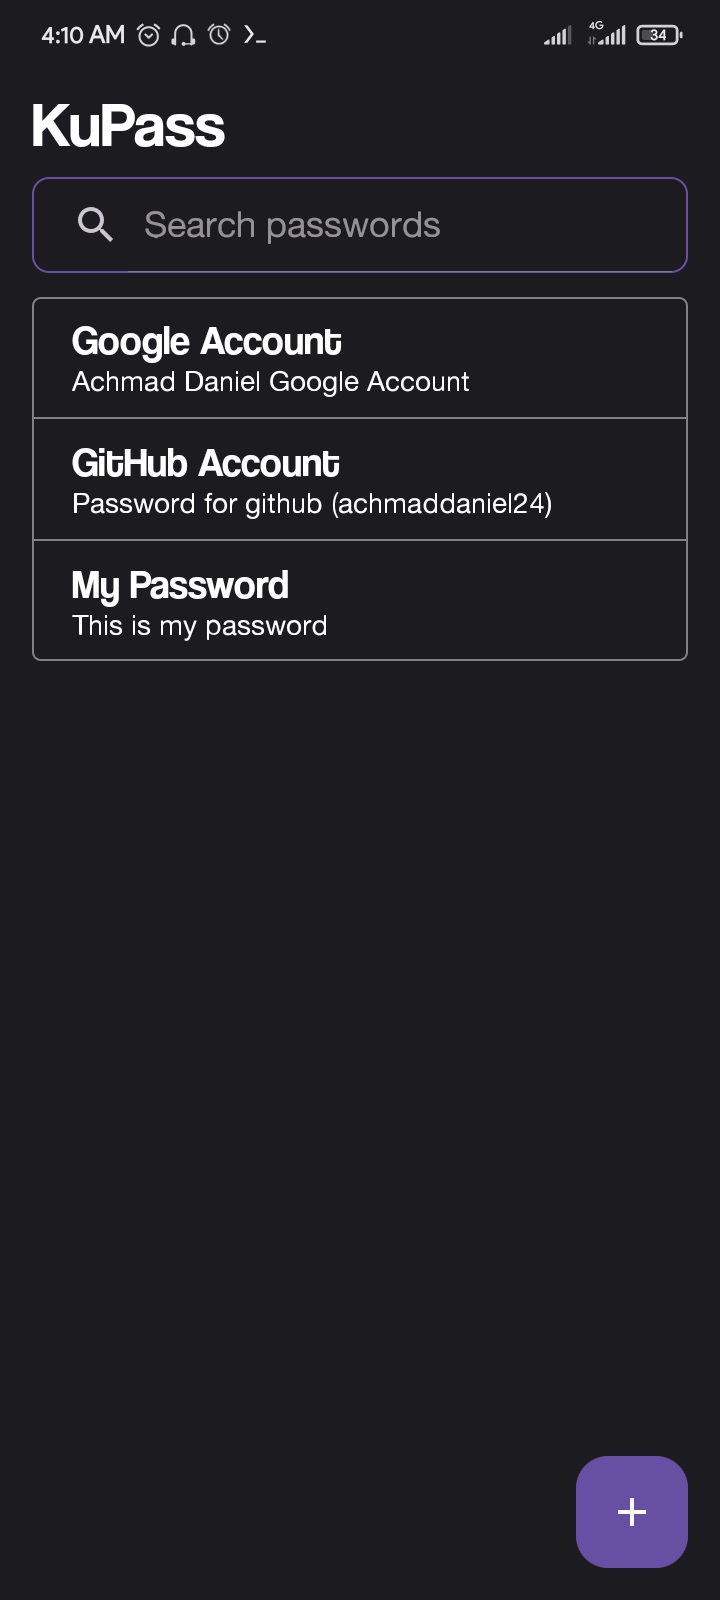 4:10 AM
4G
34
KuPass
Search passwords
Google Account
Achmad Daniel Google Account
GitHub Account
Password for github (achmaddaniel24)
My Password
This is my password